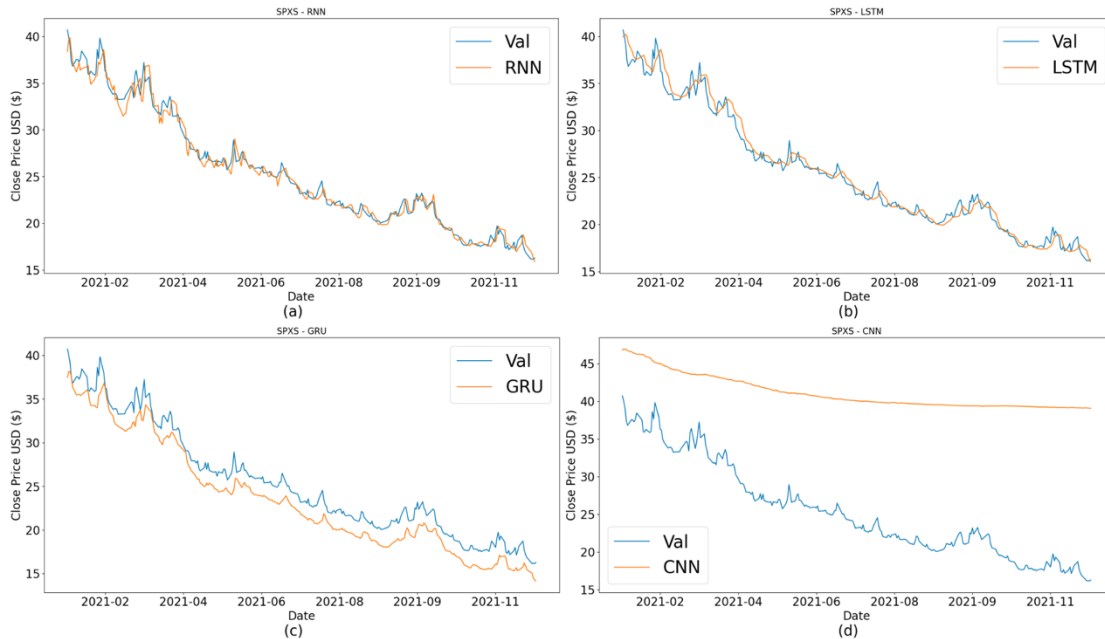 SPXS - RNN
Close Price USD ($)
40
35
30
25
20
15
Val
RNN
2021-02 2021-04 2021-06 2021-08 2021-09 2021-11
Date
(a)
SPXS - LSTM
Close Price USD ($)
40
35
30
25
20
15
Val
LSTM
2021-02 2021-04 2021-06 2021-08 2021-09 2021-11
Date
(b)
SPXS - GRU
Close Price USD ($)
40
35
30
25
20
15
Val
GRU
2021-02 2021-04 2021-06 2021-08 2021-09 2021-11
Date
(c)
SPXS - CNN
Close Price USD ($)
45
40
35
30
25
20
15
Val
CNN
2021-02 2021-04 2021-06 2021-08 2021-09 2021-11
Date
(d)